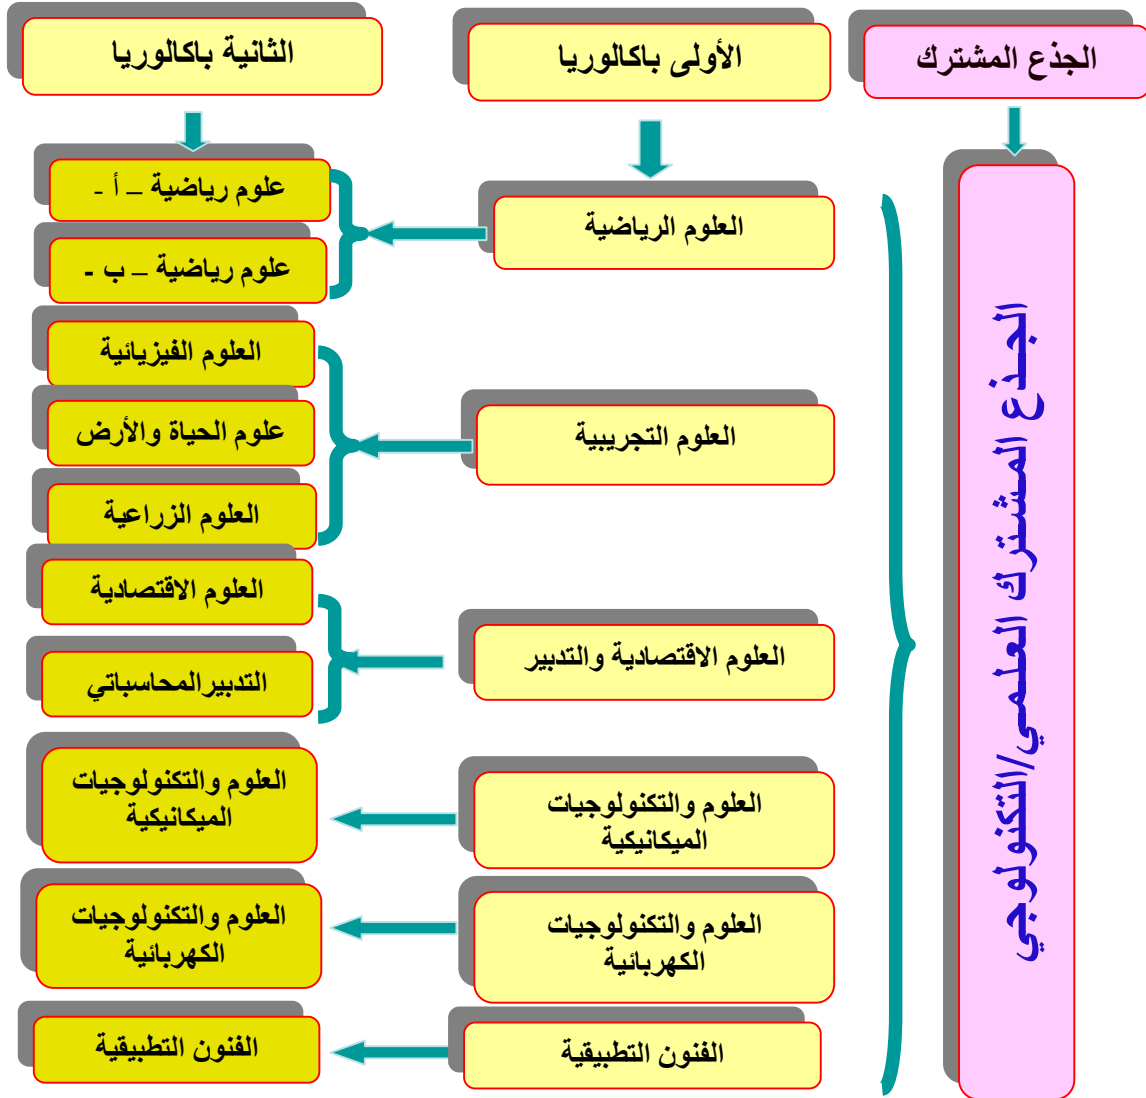 الجذع المشترك
الأولى باكالوريا
الثانية باكالوريا
الجـذع المشترك العلمـي/التكنولوجي
العلوم الرياضية
علوم رياضية – أ -
علوم رياضية – ب -
العلوم التجريبية
العلوم الفيزيائية
علوم الحياة والأرض
العلوم الزراعية
العلوم الاقتصادية والتدبير
العلوم الاقتصادية
التدبيرالمحاسباتي
العلوم والتكنولوجيات
الميكانيكية
العلوم والتكنولوجيات
الميكانيكية
العلوم والتكنولوجيات
الكهربائية
العلوم والتكنولوجيات
الكهربائية
الفنون التطبيقية
الفنون التطبيقية